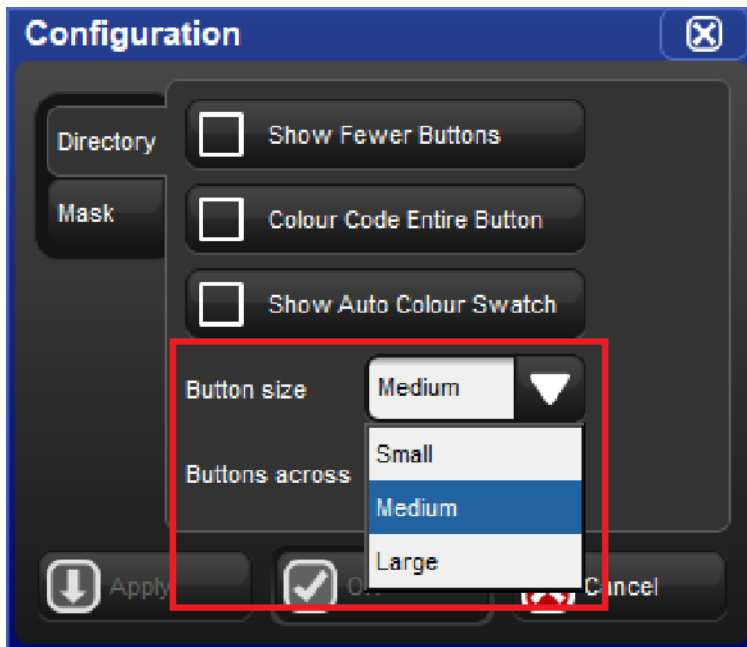 Configuration
Directory
Show Fewer Buttons
Mask
Colour Code Entire Button
Show Auto Colour Swatch
Button size
Medium
Small
Buttons across
Medium
Large
Apply
Cancel